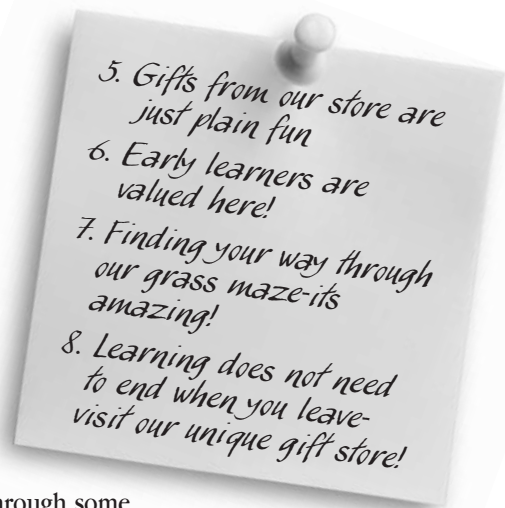 5. Gifts from our store are
just plain fun
6. Early learners are
valued here!
7. Finding your way through
our grass maze-its
amazing!
8. Learning does not need
to end when you leave-
visit our unique gift store!
hrough some